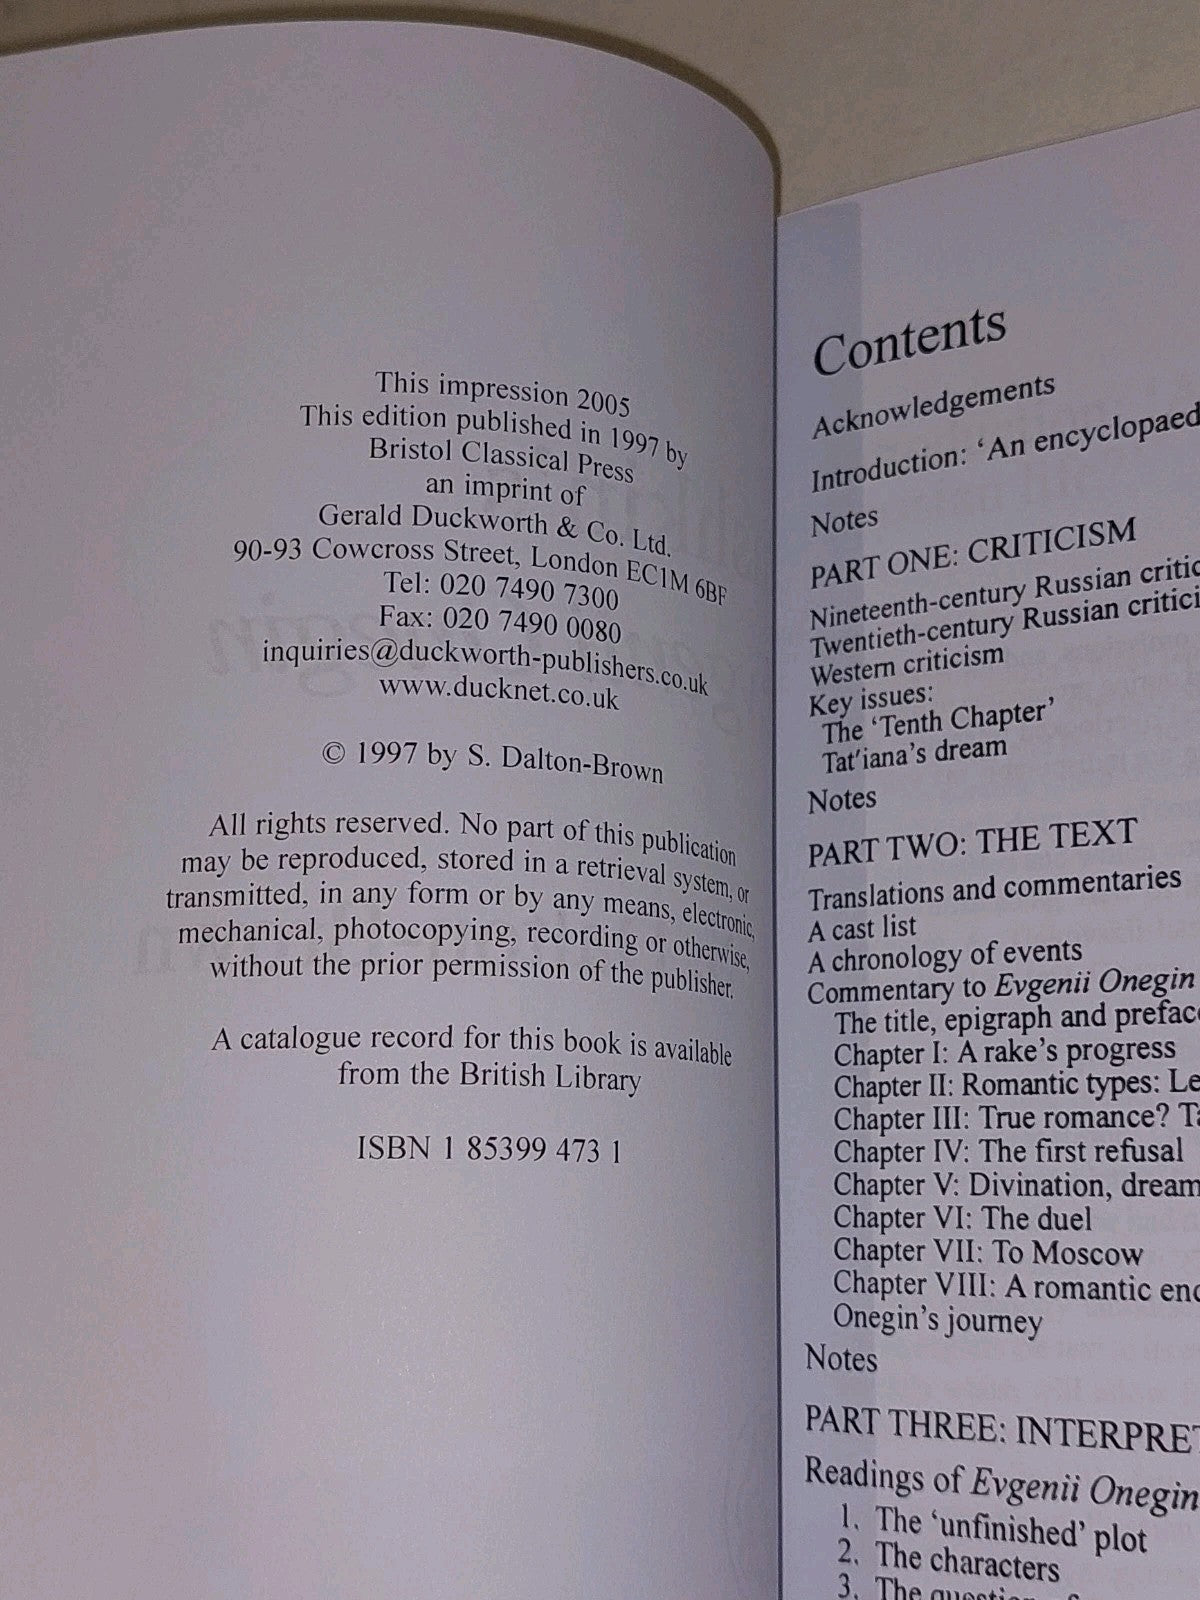 This impression 2005
This edition published in 1997 by
Bristol Classical Press
an imprint of
Gerald Duckworth & Co. Ltd.
90-93 Cowcross Street, London EC1M 6BF
Tel: 020 7490 7300
Fax: 020 7490 0080
inquiries@duckworth-publishers.co.uk
www.ducknet.co.uk
© 1997 by S. Dalton-Brown
All rights reserved. No part of this publication
may be reproduced, stored in a retrieval system, or
transmitted, in any form or by any means, electronic,
mechanical, photocopying, recording or otherwise,
without the prior permission of the publisher.
A catalogue record for this book is available
from the British Library
ISBN 1 85399 473 1
Contents
Acknowledgements
Introduction: ‘An encyclopaed
Notes
PART ONE: CRITICISM
Nineteenth-century Russian critic
Twentieth-century Russian critici
Western criticism
Key issues:
The ‘Tenth Chapter’
Tat′iana’s dream
Notes
PART TWO: THE TEXT
Translations and commentaries
A cast list
A chronology of events
Commentary to Evgenii Onegin
The title, epigraph and preface
Chapter I: A rake’s progress
Chapter II: Romantic types: Le
Chapter III: True romance? Ta
Chapter IV: The first refusal
Chapter V: Divination, dream
Chapter VI: The duel
Chapter VII: To Moscow
Chapter VIII: A romantic enc
Onegin’s journey
Notes
PART THREE: INTERPRET
Readings of Evgenii Onegin
1. The ‘unfinished’ plot
2. The characters
3. The question